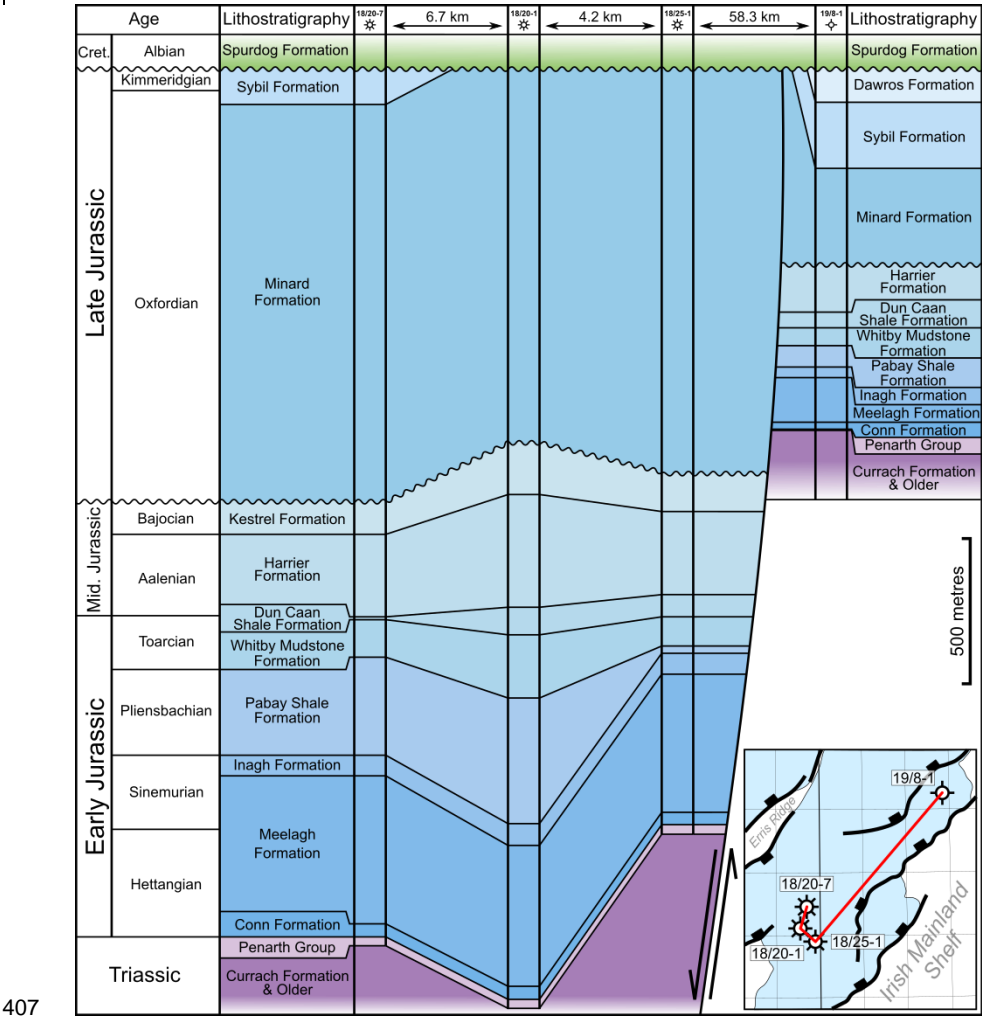 Age
Lithostratigraphy
18/20-7
6.7 km
18/20-1
4.2 km
18/25-1
58.3 km
19/8-1
Lithostratigraphy
Cret.
Albian
Spurdog Formation
Spurdog Formation
Late Jurassic
Kimmeridgian
Sybil Formation
Dawros Formation
Sybil Formation
Oxfordian
Minard
Formation
Minard Formation
Harrier
Formation
Dun Caan
Shale Formation
Whitby Mudstone
Formation
Pabay Shale
Formation
Inagh Formation
Meelagh Formation
Conn Formation
Penarth Group
Currach Formation
& Older
Mid. Jurassic
Bajocian
Kestrel Formation
Aalenian
Harrier
Formation
Dun Caan
Shale Formation
Early Jurassic
Toarcian
Whitby Mudstone
Formation
Pliensbachian
Pabay Shale
Formation
Sinemurian
Inagh Formation
Meelagh
Formation
Hettangian
Conn Formation
Triassic
Penarth Group
Currach Formation
& Older
500 metres
19/8-1
Erris Ridge
18/20-7
18/20-1
18/25-1
Irish Mainland
Shelf
407